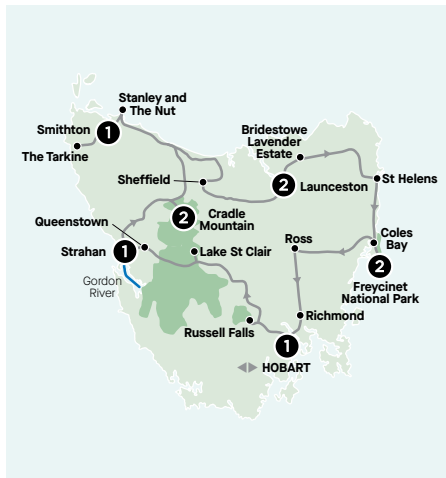 Stanley and
The Nut
Smithton
1
The Tarkine
Bridestowe
Lavender
Estate
Sheffield
2
Launceston
St Helens
Queenstown
2
Cradle
Mountain
Strahan
1
Lake St Clair
Ross
Coles
Bay
2
Freycinet
National Park
Gordon
River
Richmond
Russell Falls
1
HOBART